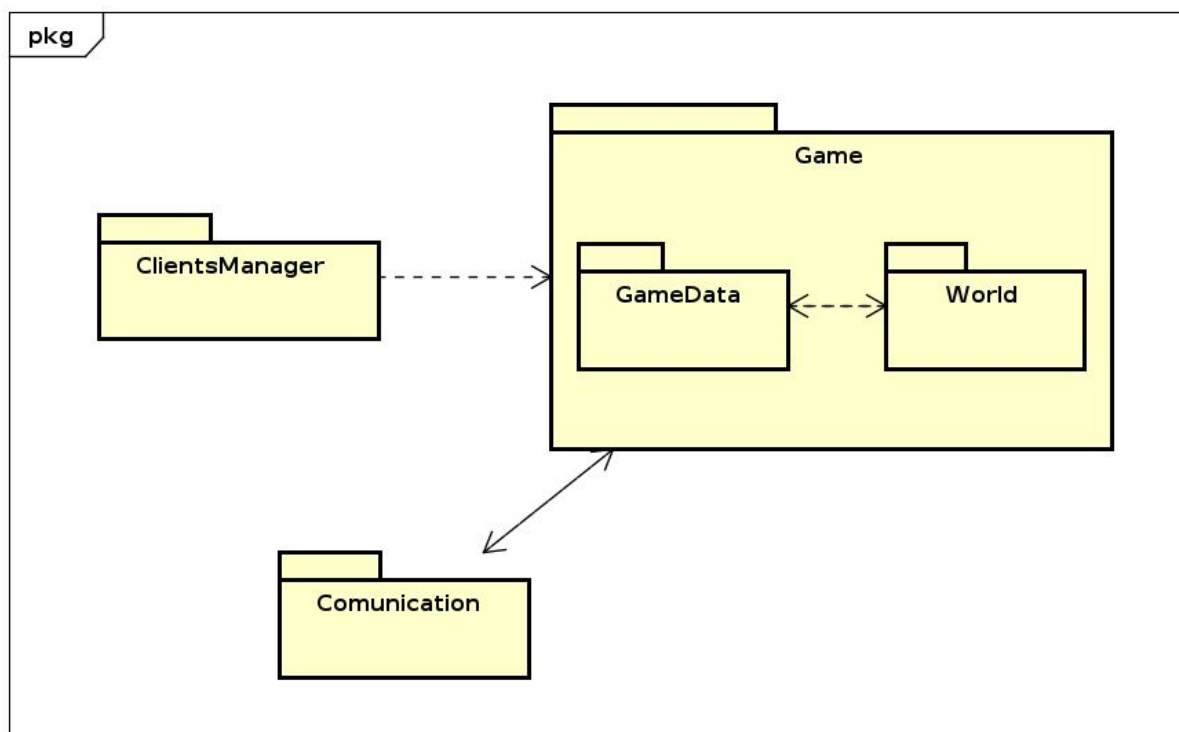 pkg
Game
ClientsManager
GameData
World
Comunication